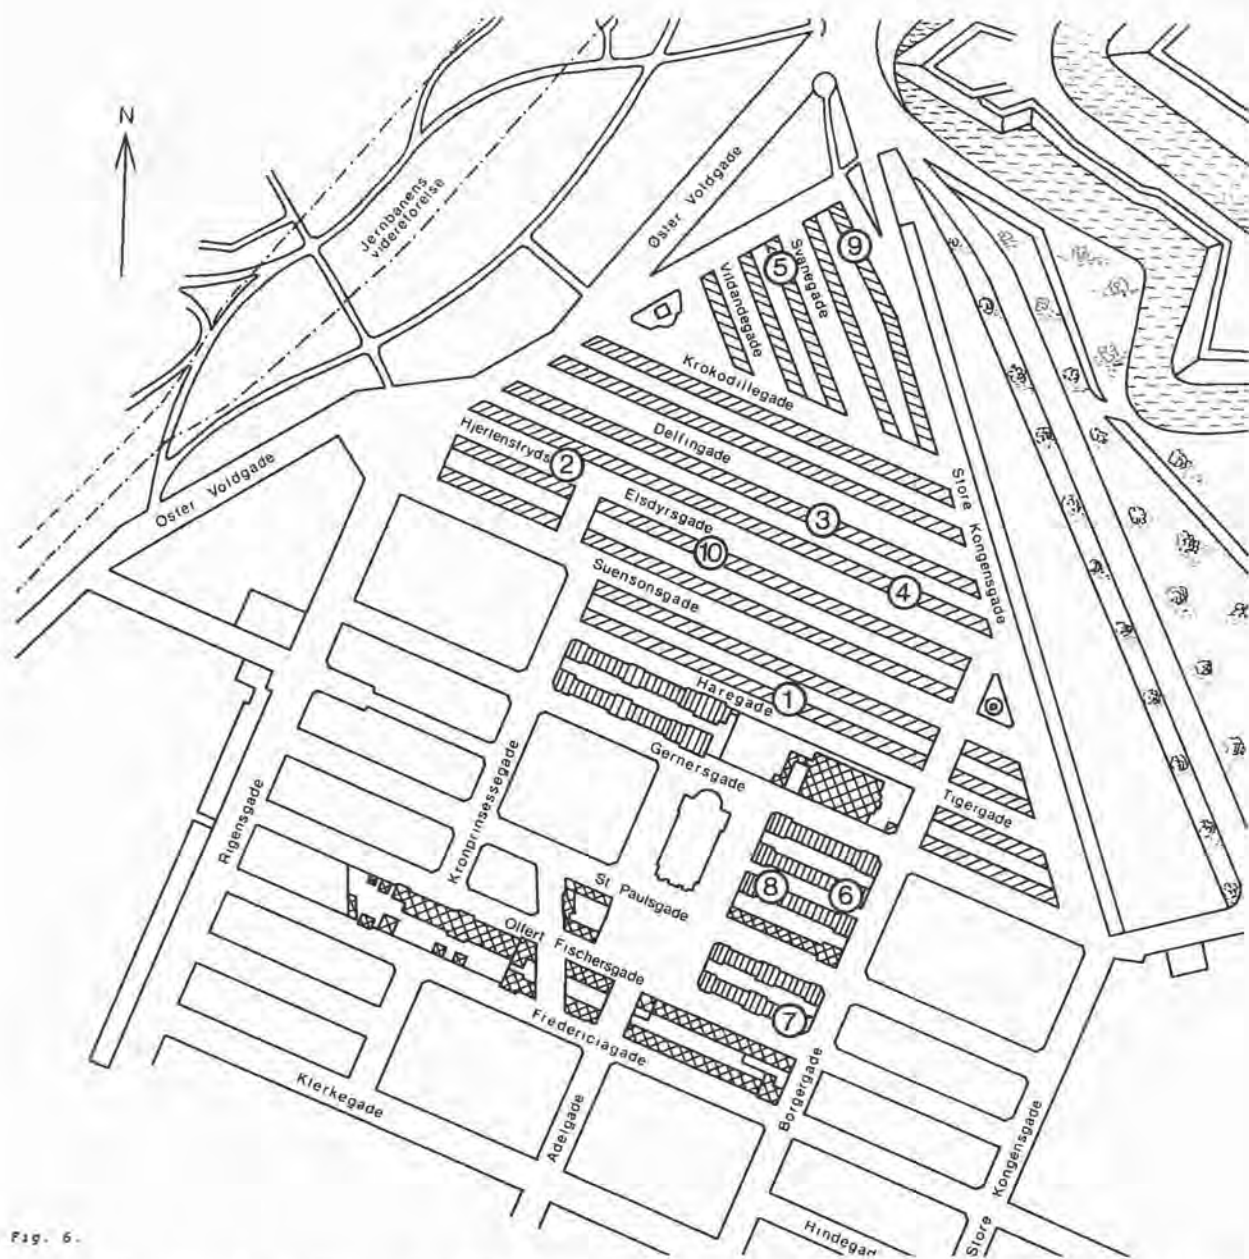 N
Jernbanens
videreførelse
Øster Voldgade
5
9
Svanegade
Vildandegade
Krokodillegade
Delfingade
Hjertensfryds
2
Elsdyrsgade
3
10
4
Store Kongensgade
Øster Voldgade
Suensonsgade
Haregade
1
Gernersgade
Tigergade
Rigensgade
Kronprinsessegade
St Paulsgade
8
6
Olfert Fischersgade
7
Fredericiagade
Klerkegade
Adelgade
Borgergade
Store Kongensgade
Hindegad
Fig. 6.